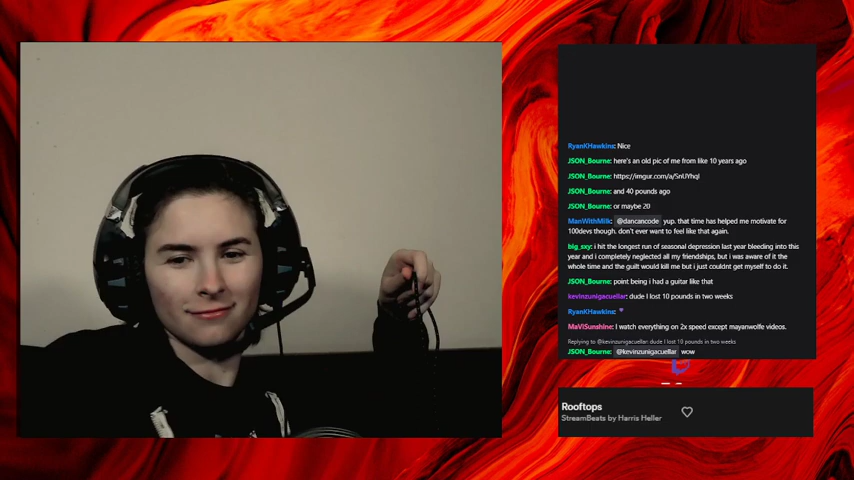 RyanKHawkins: Nice
JSON_Bourne: here's an old pic of me from like 10 years ago
JSON_Bourne: https://imgur.com/a/SnUYhqI
JSON_Bourne: and 40 pounds ago
JSON_Bourne: or maybe 20
ManWithMilk: @dancancode yup. that time has helped me motivate for
100devs though. don't ever want to feel like that again.
big_sxy: i hit the longest run of seasonal depression last year bleeding into this
year and i completely neglected all my friendships, but i was aware of it the
whole time and the guilt would kill me but i just couldnt get myself to do it.
JSON_Bourne: point being i had a guitar like that
kevinzunigacuellar: dude I lost 10 pounds in two weeks
RyanKHawkins:
MaViSunshine: I watch everything on 2x speed except mayanwolfe videos.
Replying to @kevinzunigacuellar: dude I lost 10 pounds in two weeks
JSON_Bourne: @kevinzunigacuellar wow
Rooftops
StreamBeats by Harris Heller